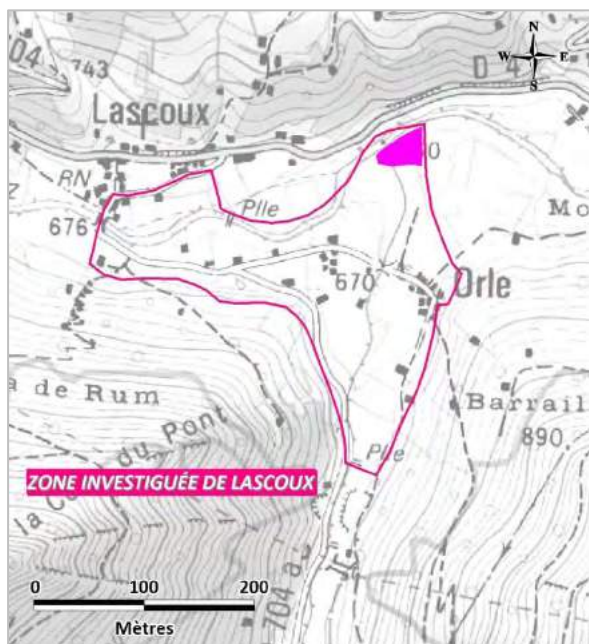 N
W E
S
704
743
D 4
Lascoux
0
RN
Plle
Mo
676
670
Orle
a de Rum
Barrail
Plle
890
la C
du Pont
ZONE INVESTIGUÉE DE LASCOUX
704 a
0 100 200
Mètres